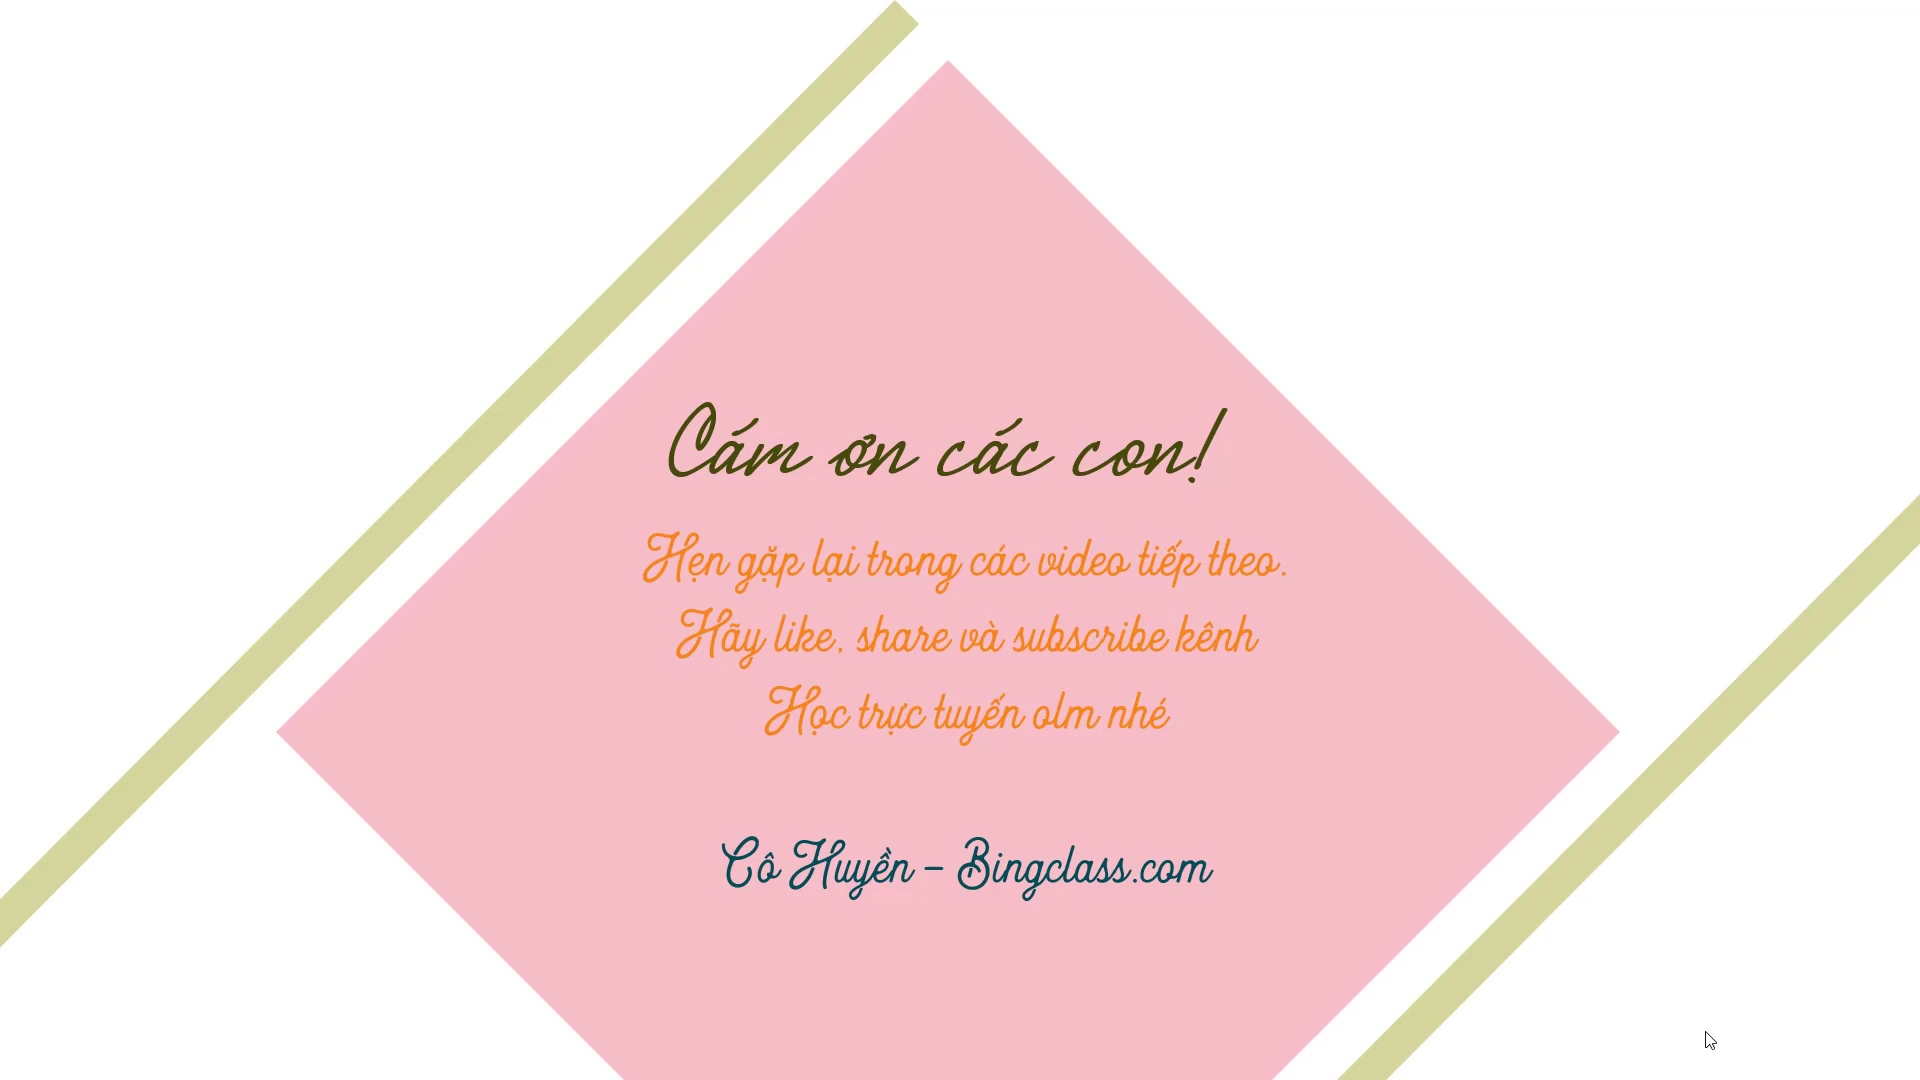 Cám ơn các con!
Hẹn gặp lại trong các video tiếp theo.
Hãy like, share và subscribe kênh
Học trực tuyến olm nhé
Cô Huyền – Bingclass.com